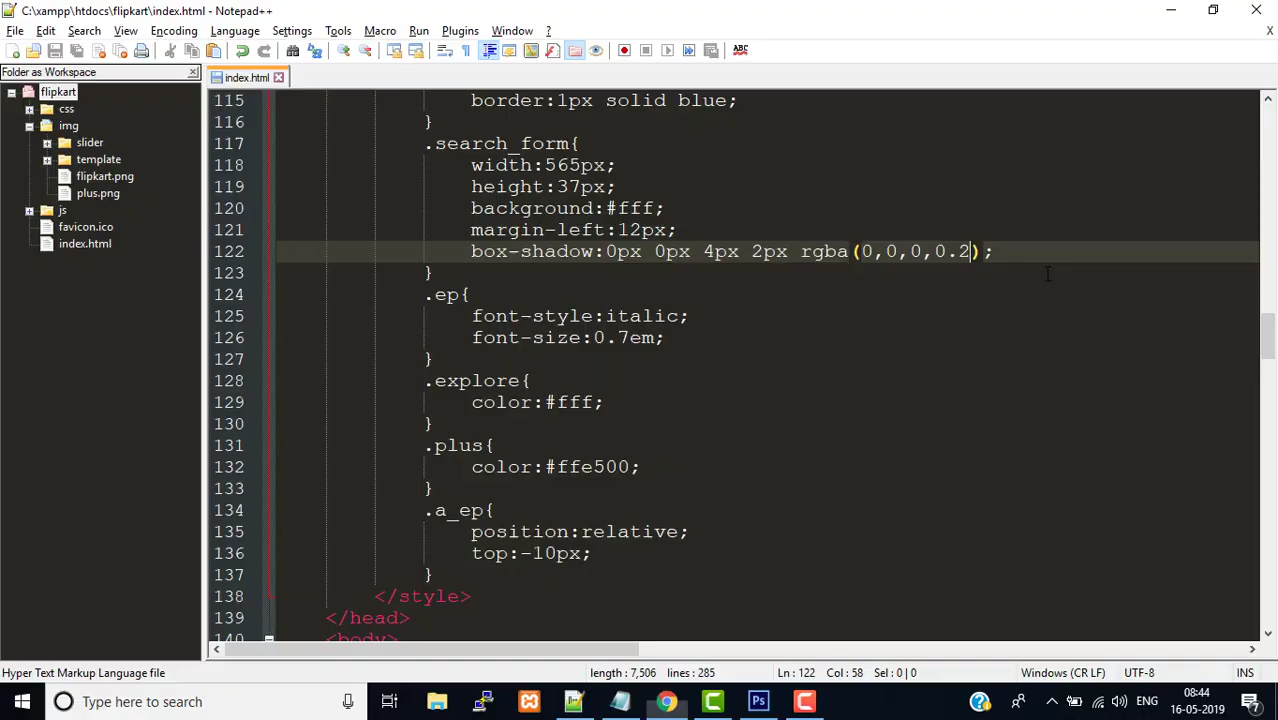 C:\xampp\htdocs\flipkart\index.html - Notepad++
File Edit Search View Encoding Language Settings Tools Macro Run Plugins Window ? X
ABC
Folder as Workspace
index.html
flipkart
css
img
slider
template
flipkart.png
plus.png
js
favicon.ico
index.html
115 border:1px solid blue;
116 }
117 .search_form{
118 width:565px;
119 height:37px;
120 background:#fff;
121 margin-left:12px;
122 box-shadow:0px 0px 4px 2px rgba(0,0,0,0.2);
123 }
124 .ep{
125 font-style:italic;
126 font-size:0.7em;
127 }
128 .explore{
129 color:#fff;
130 }
131 .plus{
132 color:#ffe500;
133 }
134 .a_ep{
135 position:relative;
136 top:-10px;
137 }
138 </style>
139 </head>
140 <body>
Hyper Text Markup Language file length : 7,506 lines : 285 Ln : 122 Col : 58 Sel : 0 | 0 Windows (CR LF) UTF-8 INS
Type here to search ENG 08:44
16-05-2019